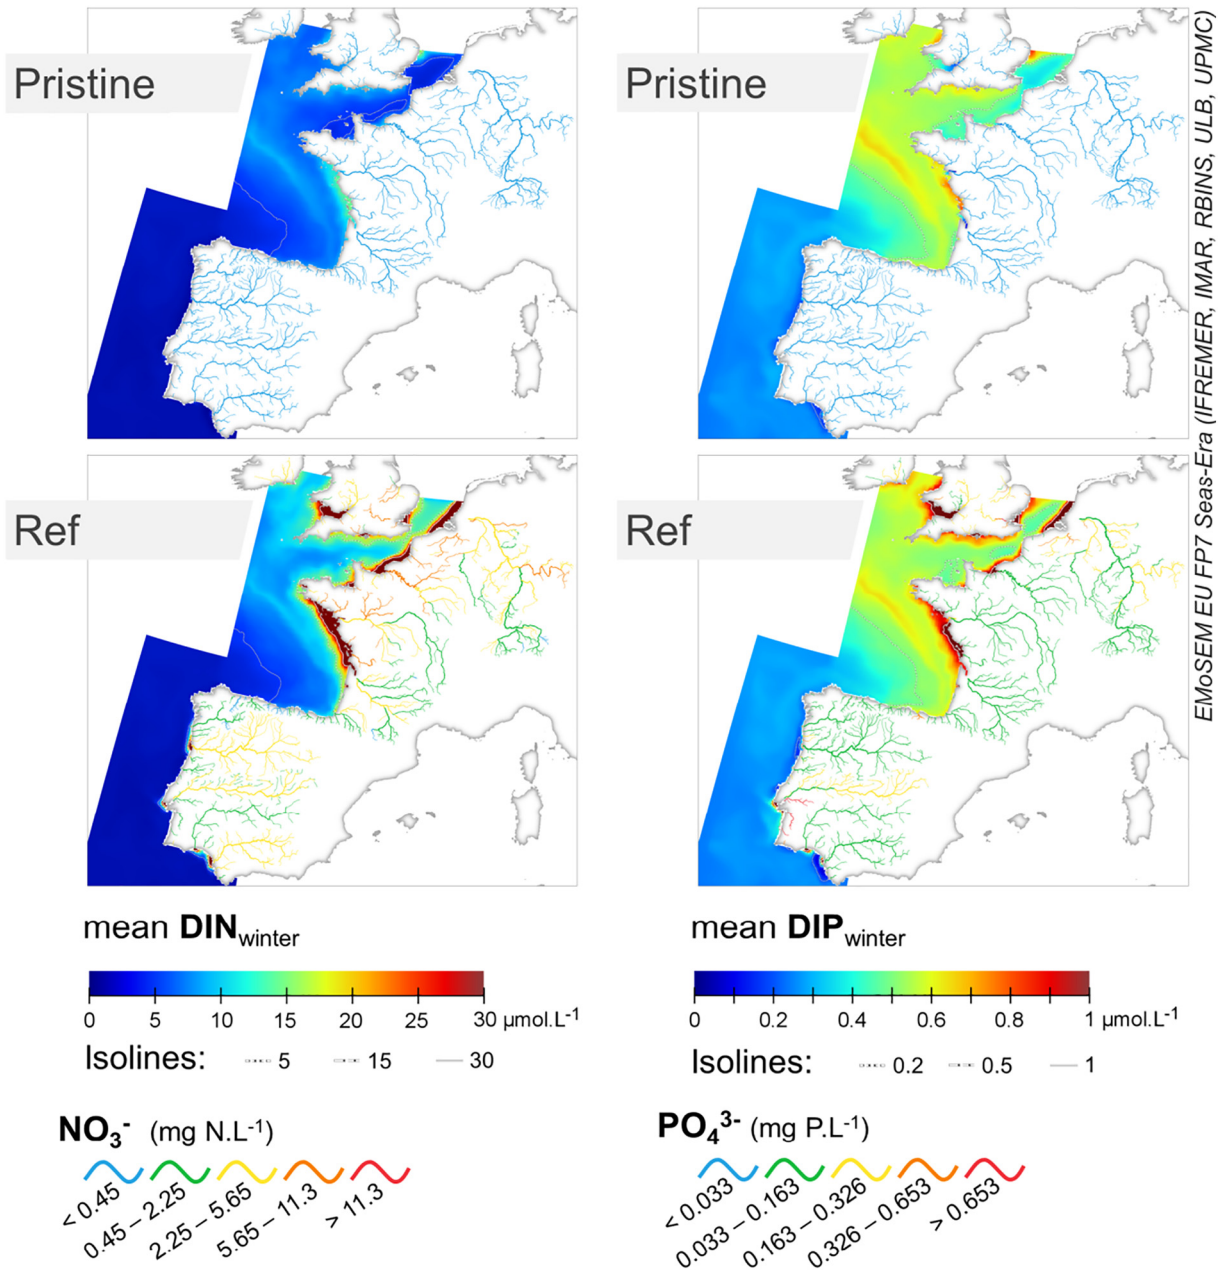 Pristine
Pristine
EMoSEM EU FP7 Seas-Era (IFREMER, IMAR, RBINS, ULB, UPMC)
Ref
Ref
mean DINwinter
0 5 10 15 20 25 30 µmol.L-1
Isolines: 5 15 30
NO3- (mg N.L-1)
< 0.45
0.45 – 2.25
2.25 – 5.65
5.65 – 11.3
> 11.3
mean DIPwinter
0 0.2 0.4 0.6 0.8 1 µmol.L-1
Isolines: 0.2 0.5 1
PO43- (mg P.L-1)
< 0.033
0.033 – 0.163
0.163 – 0.326
0.326 – 0.653
> 0.653